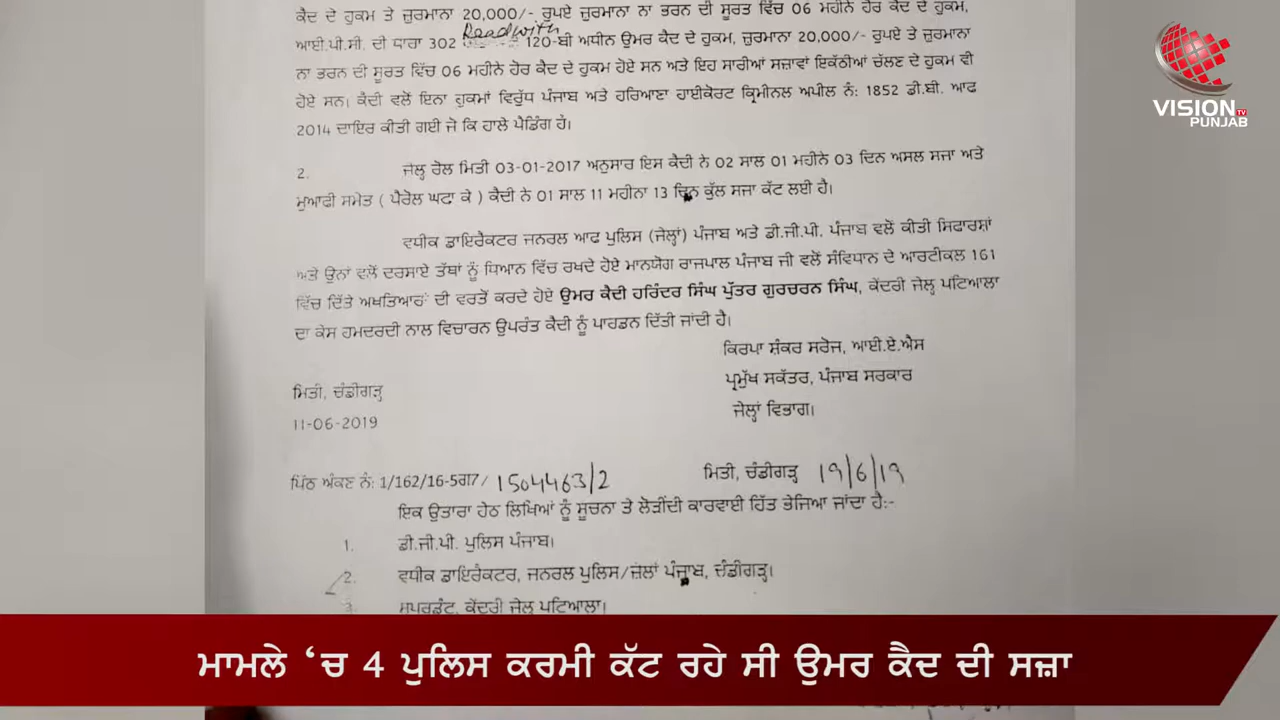 ਕੈਦ ਦੇ ਹੁਕਮ ਤੇ ਜੁਰਮਾਨਾ 20,000/- ਰੁਪਏ ਜੁਰਮਾਨਾ ਨਾ ਭਰਨ ਦੀ ਸੂਰਤ ਵਿੱਚ 06 ਮਹੀਨੇ ਹੋਰ ਕੈਦ ਦੇ ਹੁਕਮ,
Read with
ਆਈ.ਪੀ.ਸੀ. ਦੀ ਧਾਰਾ 302 120-ਬੀ ਅਧੀਨ ਉਮਰ ਕੈਦ ਦੇ ਹੁਕਮ, ਜੁਰਮਾਨਾ 20,000/- ਰੁਪਏ ਤੇ ਜੁਰਮਾਨਾ
ਨਾ ਭਰਨ ਦੀ ਸੂਰਤ ਵਿੱਚ 06 ਮਹੀਨੇ ਹੋਰ ਕੈਦ ਦੇ ਹੁਕਮ ਹੋਏ ਸਨ ਅਤੇ ਇਹ ਸਾਰੀਆਂ ਸਜ਼ਾਵਾਂ ਇਕੱਠੀਆਂ ਚੱਲਣ ਦੇ ਹੁਕਮ ਵੀ
ਹੋਏ ਸਨ। ਕੈਦੀ ਵਲੋਂ ਇਨਾ ਹੁਕਮਾਂ ਵਿਰੁੱਧ ਪੰਜਾਬ ਅਤੇ ਹਰਿਆਣਾ ਹਾਈਕੋਰਟ ਕ੍ਰਿਮੀਨਲ ਅਪੀਲ ਨੰ: 1852 ਡੀ.ਬੀ. ਆਫ
2014 ਦਾਇਰ ਕੀਤੀ ਗਈ ਜੋ ਕਿ ਹਾਲੇ ਪੈਡਿੰਗ ਹੈ।
2. ਜੇਲ੍ਹ ਰੋਲ ਮਿਤੀ 03-01-2017 ਅਨੁਸਾਰ ਇਸ ਕੈਦੀ ਨੇ 02 ਸਾਲ 01 ਮਹੀਨੇ 03 ਦਿਨ ਅਸਲ ਸਜਾ ਅਤੇ
ਮੁਆਫੀ ਸਮੇਤ ( ਪੈਰੋਲ ਘਟਾ ਕੇ ) ਕੈਦੀ ਨੇ 01 ਸਾਲ 11 ਮਹੀਨਾ 13 ਦਿਨ ਕੁੱਲ ਸਜਾ ਕੱਟ ਲਈ ਹੈ।
ਵਧੀਕ ਡਾਇਰੈਕਟਰ ਜਨਰਲ ਆਫ ਪੁਲਿਸ (ਜੇਲ੍ਹਾਂ) ਪੰਜਾਬ ਅਤੇ ਡੀ.ਜੀ.ਪੀ. ਪੰਜਾਬ ਵਲੋਂ ਕੀਤੀ ਸਿਫਾਰਸ਼ਾਂ
ਅਤੇ ਉਨਾਂ ਵਲੋਂ ਦਰਸਾਏ ਤੱਥਾਂ ਨੂੰ ਧਿਆਨ ਵਿੱਚ ਰਖਦੇ ਹੋਏ ਮਾਨਯੋਗ ਰਾਜਪਾਲ ਪੰਜਾਬ ਜੀ ਵਲੋਂ ਸੰਵਿਧਾਨ ਦੇ ਆਰਟੀਕਲ 161
ਵਿੱਚ ਦਿੱਤੇ ਅਖਤਿਆਰਾਂ ਦੀ ਵਰਤੋਂ ਕਰਦੇ ਹੋਏ ਉਮਰ ਕੈਦੀ ਹਰਿੰਦਰ ਸਿੰਘ ਪੁੱਤਰ ਗੁਰਚਰਨ ਸਿੰਘ, ਕੇਂਦਰੀ ਜੇਲ੍ਹ ਪਟਿਆਲਾ
ਦਾ ਕੇਸ ਹਮਦਰਦੀ ਨਾਲ ਵਿਚਾਰਨ ਉਪਰੰਤ ਕੈਦੀ ਨੂੰ ਪਾਰਡਨ ਦਿੱਤੀ ਜਾਂਦੀ ਹੈ।
ਕਿਰਪਾ ਸ਼ੰਕਰ ਸਰੋਜ, ਆਈ.ਏ.ਐਸ
ਪ੍ਰਮੁੱਖ ਸਕੱਤਰ, ਪੰਜਾਬ ਸਰਕਾਰ
ਜੇਲ੍ਹਾਂ ਵਿਭਾਗ।
ਮਿਤੀ, ਚੰਡੀਗੜ੍ਹ
11-06-2019
ਪਿੱਠ ਅੰਕਣ ਨੰ: 1/162/16-5ਗ7/ 1504463/2 ਮਿਤੀ, ਚੰਡੀਗੜ੍ਹ 19/6/19
ਇਕ ਉਤਾਰਾ ਹੇਠ ਲਿਖਿਆਂ ਨੂੰ ਸੂਚਨਾ ਤੇ ਲੋੜੀਂਦੀ ਕਾਰਵਾਈ ਹਿੱਤ ਭੇਜਿਆ ਜਾਂਦਾ ਹੈ:-
1. ਡੀ.ਜੀ.ਪੀ. ਪੁਲਿਸ ਪੰਜਾਬ।
2. ਵਧੀਕ ਡਾਇਰੈਕਟਰ, ਜਨਰਲ ਪੁਲਿਸ/ਜੇਲਾਂ ਪੰਜਾਬ, ਚੰਡੀਗੜ੍ਹ।
3. ਸੁਪਰਡੰਟ, ਕੇਂਦਰੀ ਜੇਲ੍ਹ ਪਟਿਆਲਾ।
VISION TV
PUNJAB
ਮਾਮਲੇ ‘ਚ 4 ਪੁਲਿਸ ਕਰਮੀ ਕੱਟ ਰਹੇ ਸੀ ਉਮਰ ਕੈਦ ਦੀ ਸਜ਼ਾ